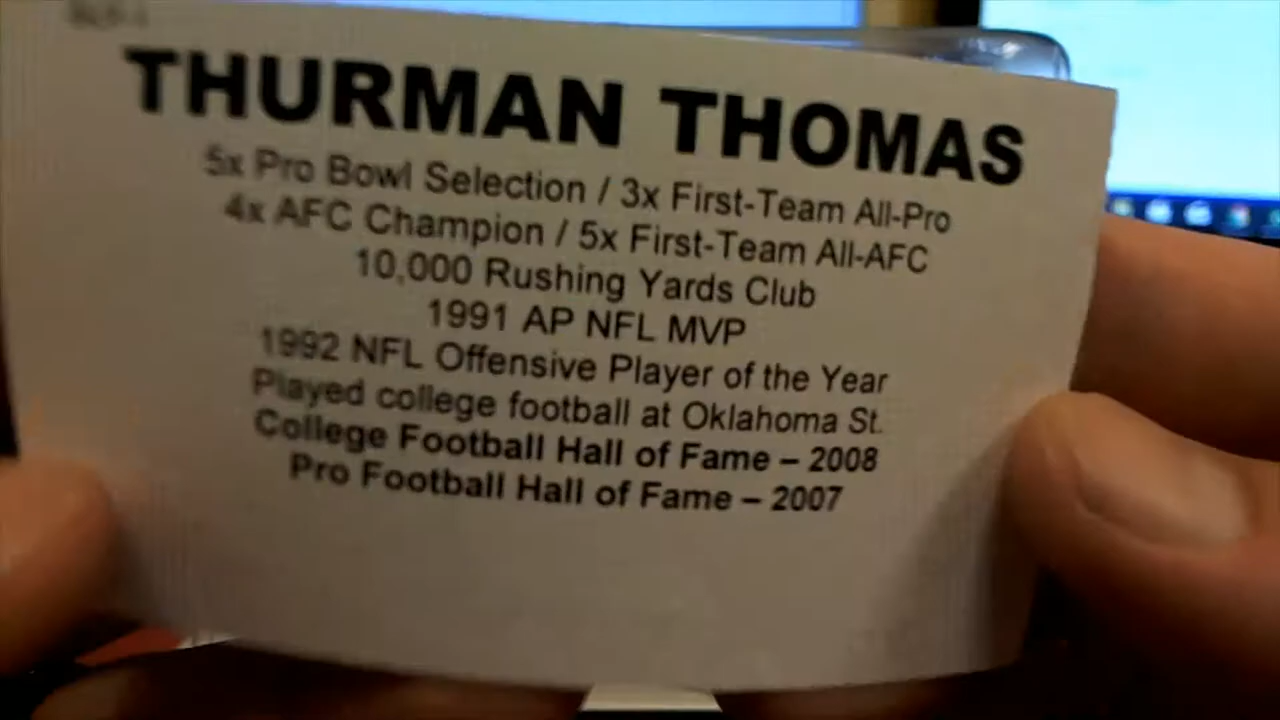 THURMAN THOMAS
5x Pro Bowl Selection / 3x First-Team All-Pro
4x AFC Champion / 5x First-Team All-AFC
10,000 Rushing Yards Club
1991 AP NFL MVP
1992 NFL Offensive Player of the Year
Played college football at Oklahoma St.
College Football Hall of Fame – 2008
Pro Football Hall of Fame – 2007